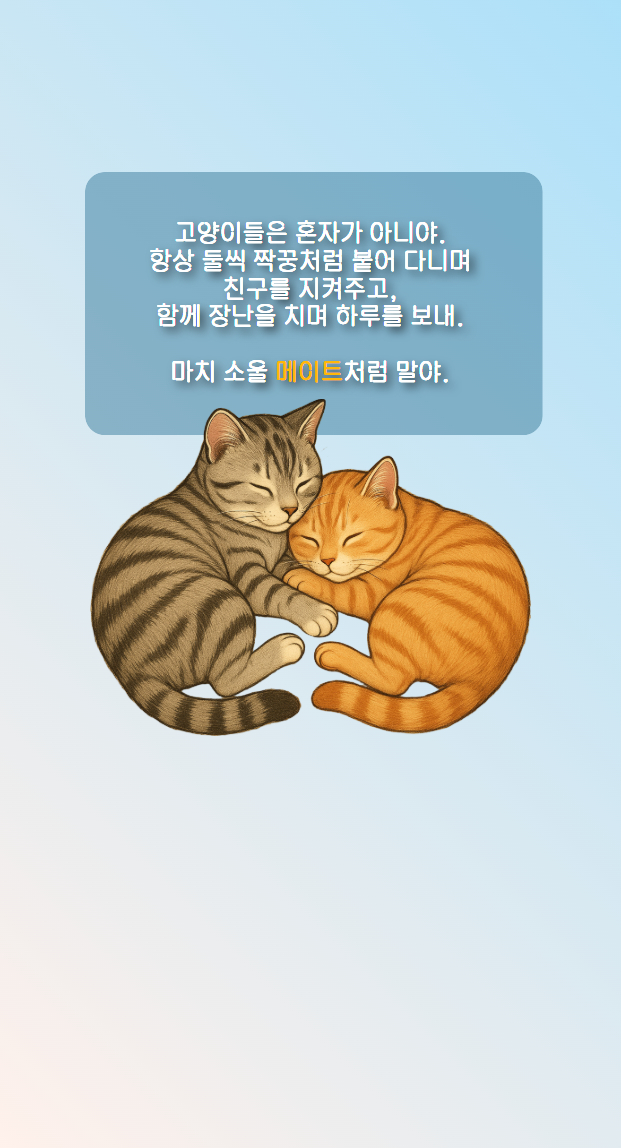 고양이들은 혼자가 아니야.
항상 둘씩 짝꿍처럼 붙어 다니며
친구를 지켜주고,
함께 장난을 치며 하루를 보내.
마치 소울 메이트처럼 말야.